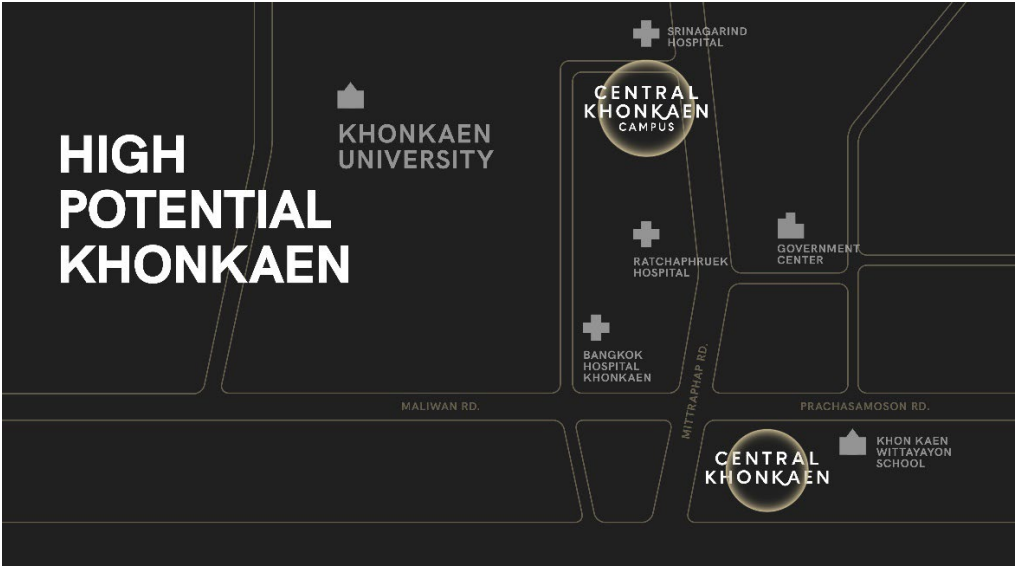 HIGH
POTENTIAL
KHONKAEN
KHONKAEN
UNIVERSITY
SRINAGARIND
HOSPITAL
CENTRAL
KHONKAEN
CAMPUS
RATCHAPHRUEK
HOSPITAL
GOVERNMENT
CENTER
BANGKOK
HOSPITAL
KHONKAEN
MALIWAN RD.
MITTRAPHAP RD.
PRACHASAMOSON RD.
CENTRAL
KHONKAEN
KHON KAEN
WITTAYAYON
SCHOOL